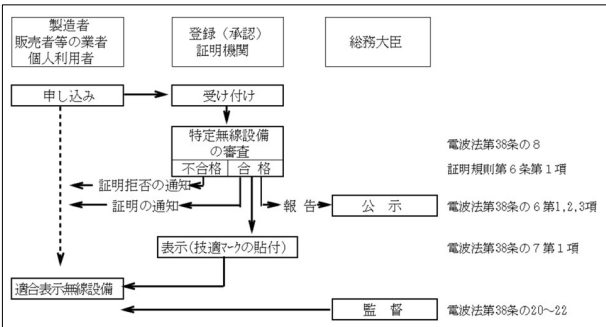 製造者
販売者等の業者
個人利用者
登録（承認）
証明機関
総務大臣
申し込み
受け付け
特定無線設備
の審査
不合格
合 格
電波法第38条の8
証明規則第6条第1項
証明拒否の通知
証明の通知
報 告
公 示
電波法第38条の6第1,2,3項
表示(技適ﾏｰｸの貼付)
電波法第38条の7第1項
適合表示無線設備
監 督
電波法第38条の20～22